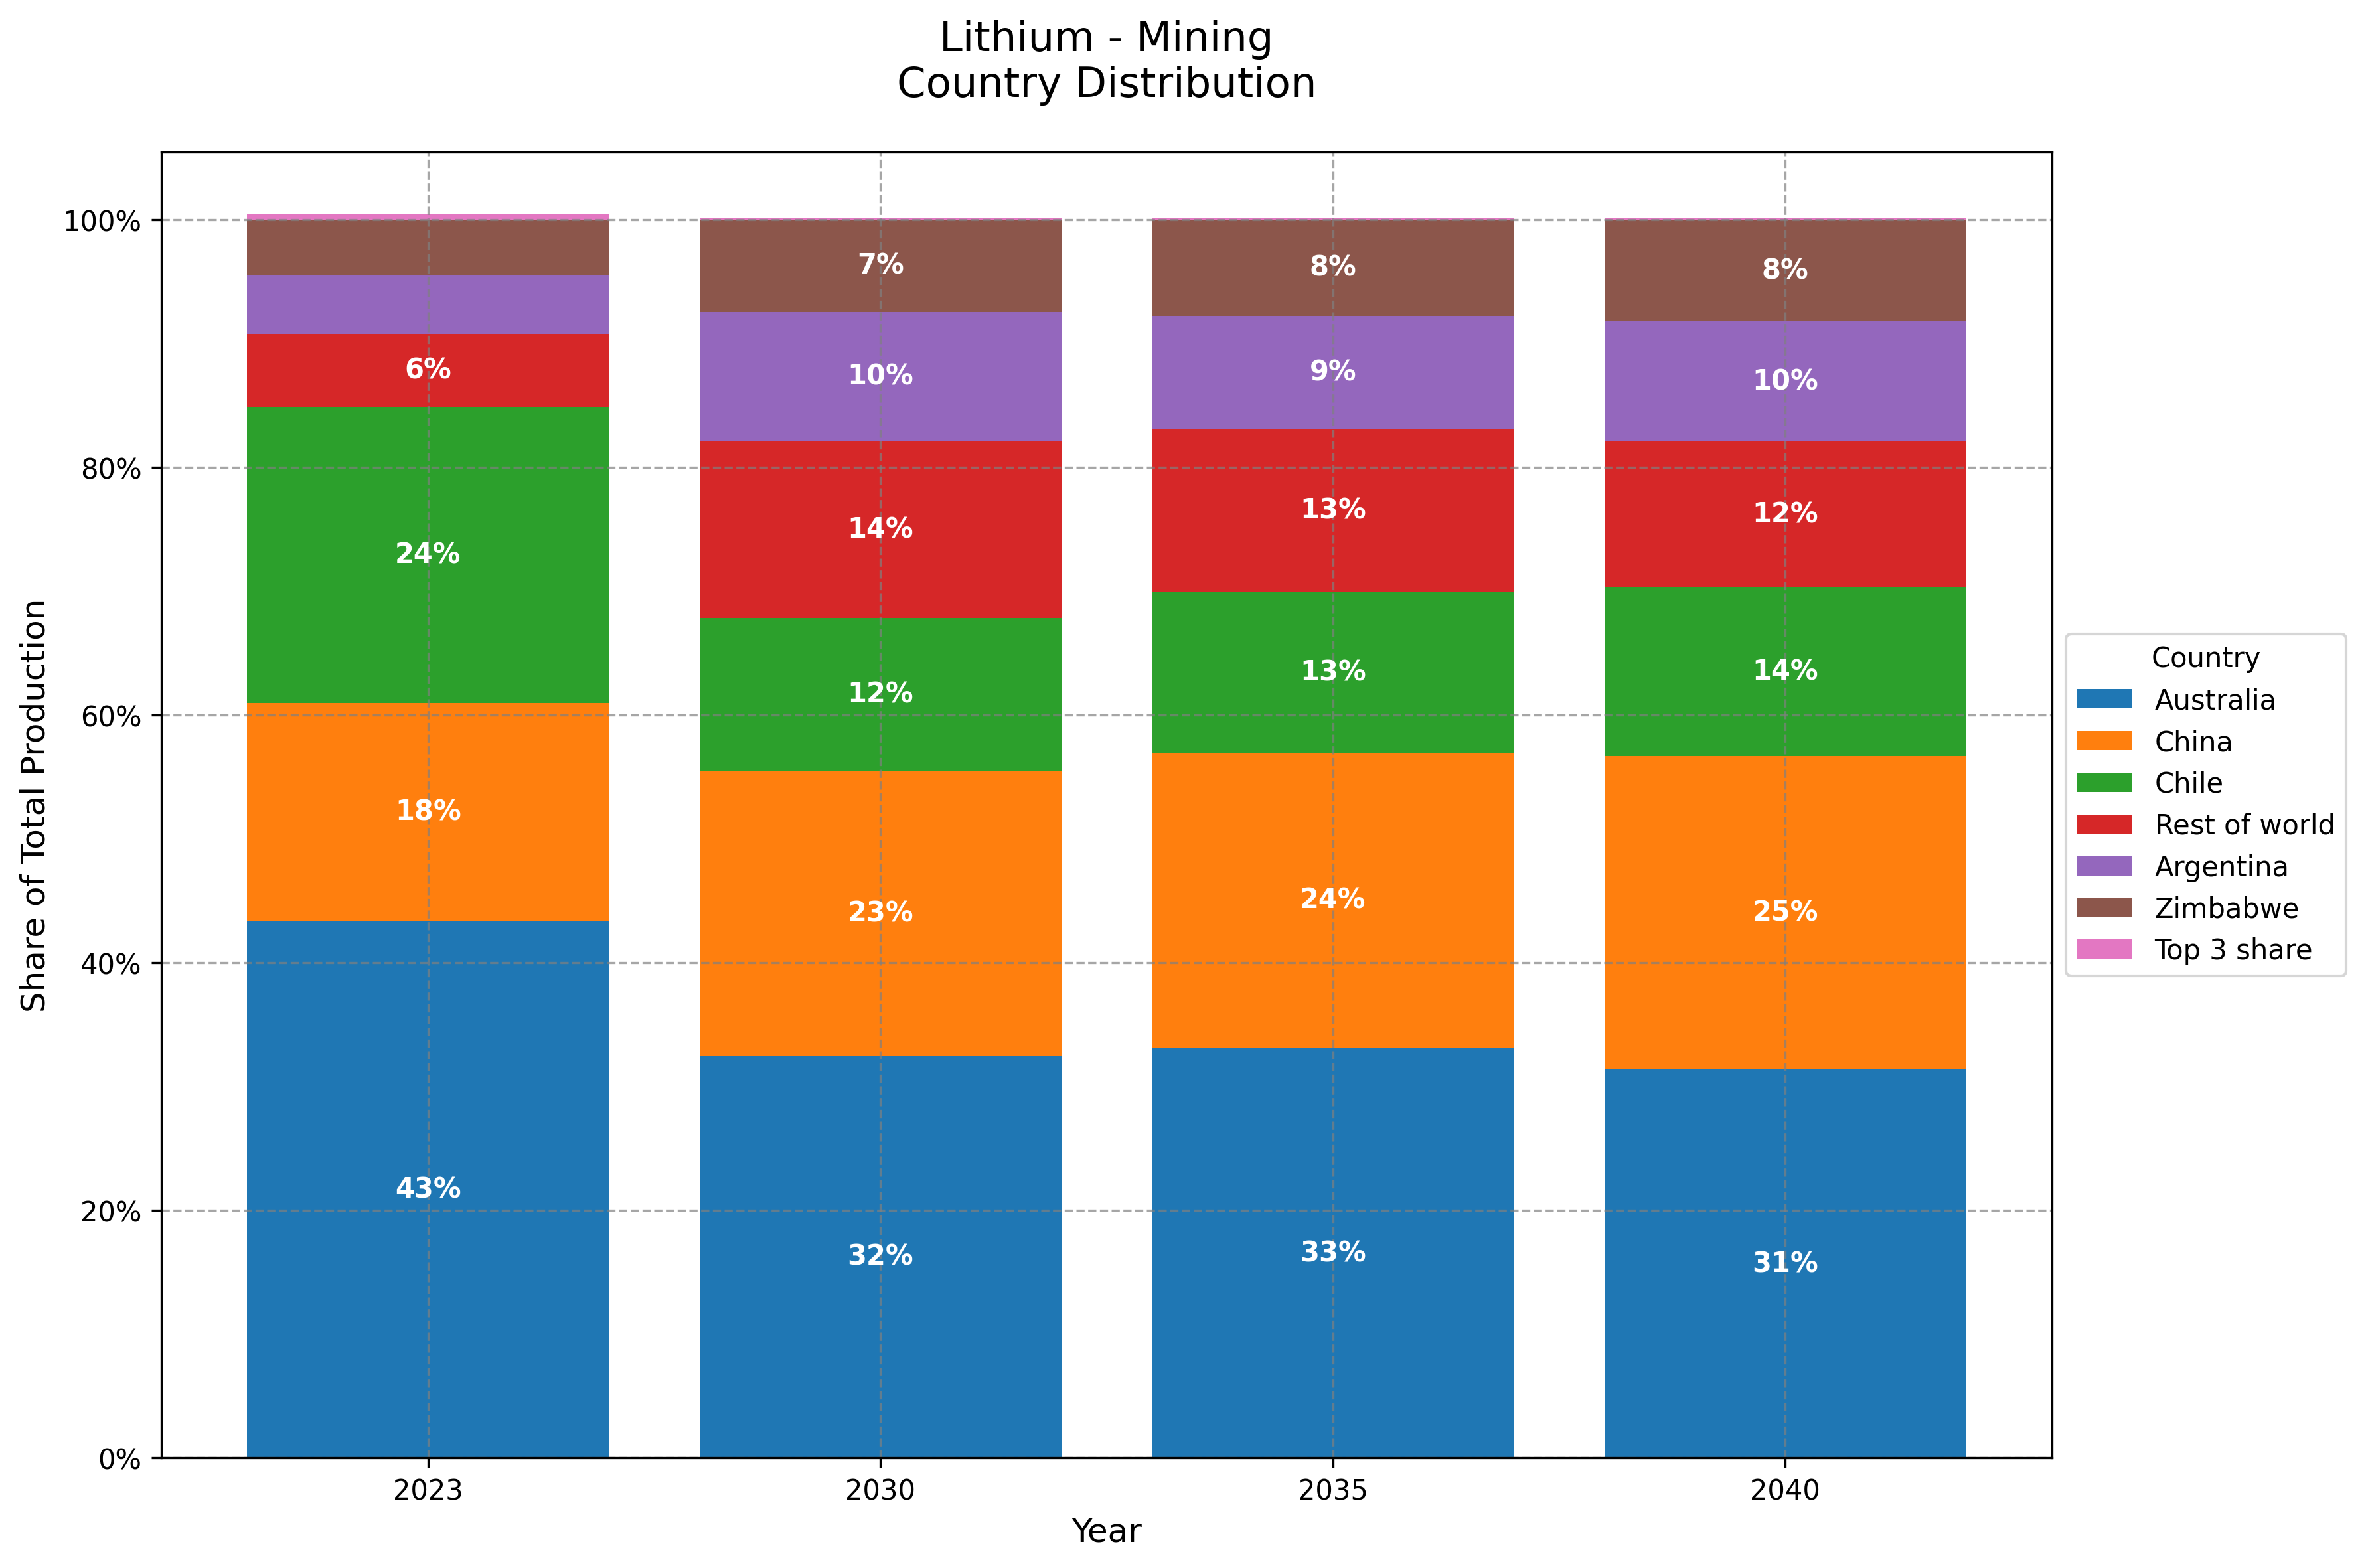 Lithium - Mining
Country Distribution
Share of Total Production
100%
80%
60%
40%
20%
0%
6%
24%
18%
43%
7%
10%
14%
12%
23%
32%
8%
9%
13%
13%
24%
33%
8%
10%
12%
14%
25%
31%
2023
2030
2035
2040
Year
Country
Australia
China
Chile
Rest of world
Argentina
Zimbabwe
Top 3 share